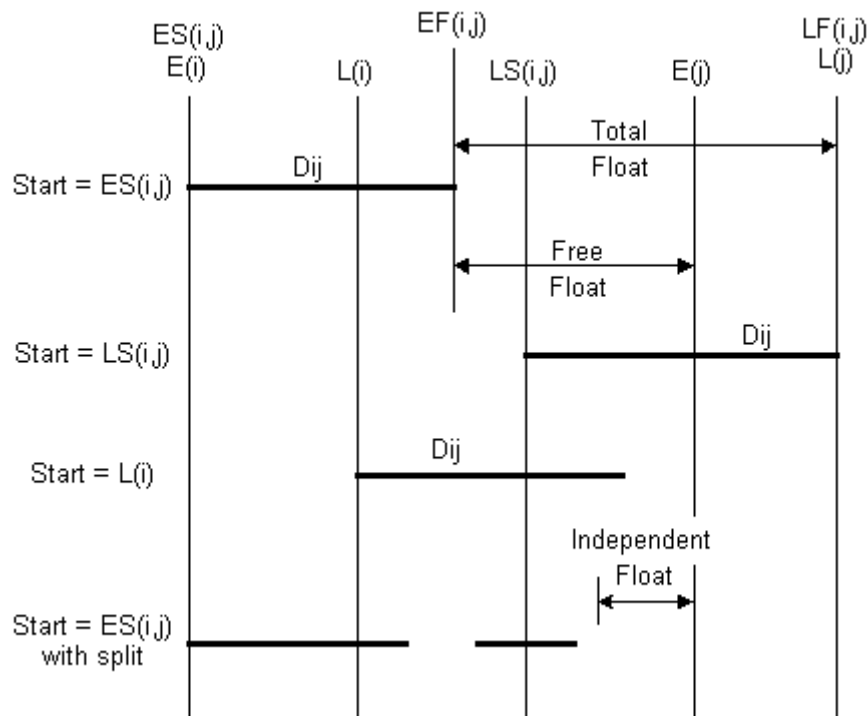 ES(i,j)
E(i)
L(i)
EF(i,j)
LS(i,j)
E(j)
LF(i,j)
L(j)
Total
Float
Start = ES(i,j)
Dij
Free
Float
Start = LS(i,j)
Dij
Start = L(i)
Dij
Independent
Float
Start = ES(i,j)
with split